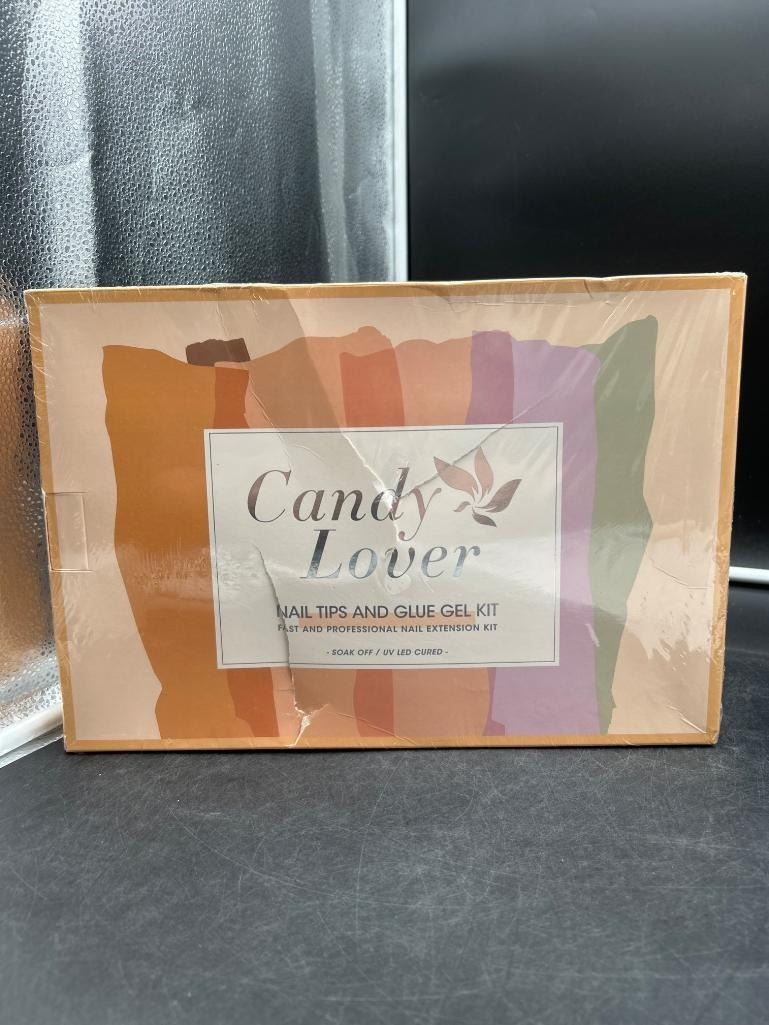 Candy
Lover
NAIL TIPS AND GLUE GEL KIT
FAST AND PROFESSIONAL NAIL EXTENSION KIT
- SOAK OFF / UV LED CURED -